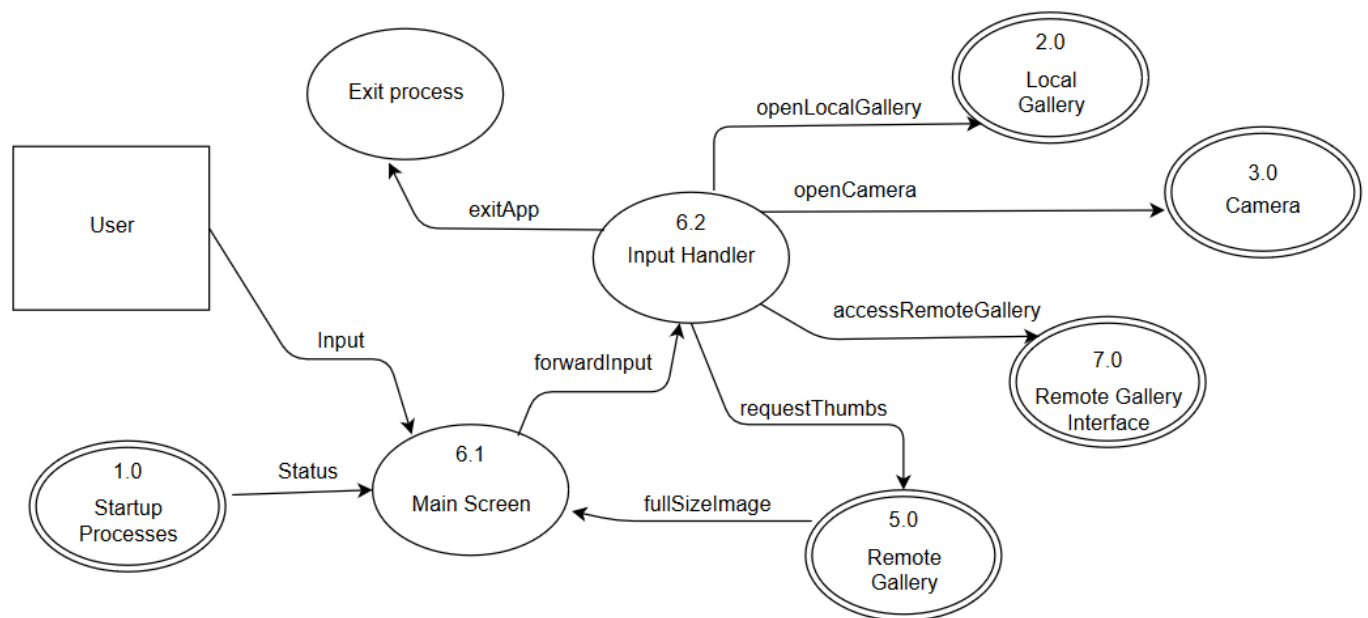 2.0
Local
Gallery
Exit process
openLocalGallery
3.0
Camera
openCamera
User
exitApp
6.2
Input Handler
accessRemoteGallery
7.0
Remote Gallery
Interface
Input
forwardInput
requestThumbs
6.1
Main Screen
1.0
Startup
Processes
Status
fullSizeImage
5.0
Remote
Gallery